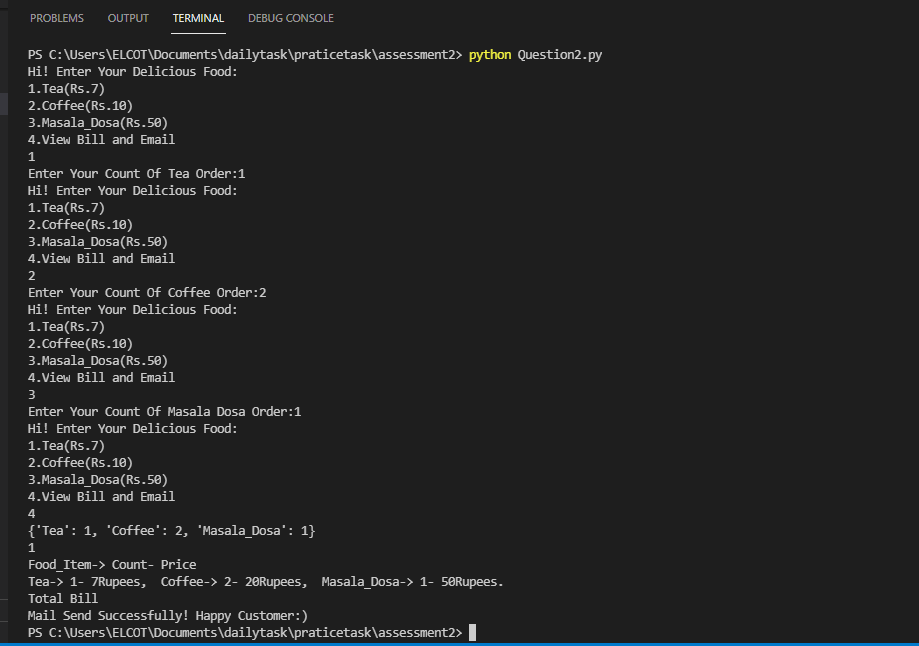 PROBLEMS OUTPUT TERMINAL DEBUG CONSOLE
PS C:\Users\ELCOT\Documents\dailytask\praticetask\assessment2> python Question2.py
Hi! Enter Your Delicious Food:
1.Tea(Rs.7)
2.Coffee(Rs.10)
3.Masala_Dosa(Rs.50)
4.View Bill and Email
1
Enter Your Count Of Tea Order:1
Hi! Enter Your Delicious Food:
1.Tea(Rs.7)
2.Coffee(Rs.10)
3.Masala_Dosa(Rs.50)
4.View Bill and Email
2
Enter Your Count Of Coffee Order:2
Hi! Enter Your Delicious Food:
1.Tea(Rs.7)
2.Coffee(Rs.10)
3.Masala_Dosa(Rs.50)
4.View Bill and Email
3
Enter Your Count Of Masala Dosa Order:1
Hi! Enter Your Delicious Food:
1.Tea(Rs.7)
2.Coffee(Rs.10)
3.Masala_Dosa(Rs.50)
4.View Bill and Email
4
{'Tea': 1, 'Coffee': 2, 'Masala_Dosa': 1}
1
Food_Item-> Count- Price
Tea-> 1- 7Rupees,  Coffee-> 2- 20Rupees,  Masala_Dosa-> 1- 50Rupees.
Total Bill
Mail Send Successfully! Happy Customer:)
PS C:\Users\ELCOT\Documents\dailytask\praticetask\assessment2>